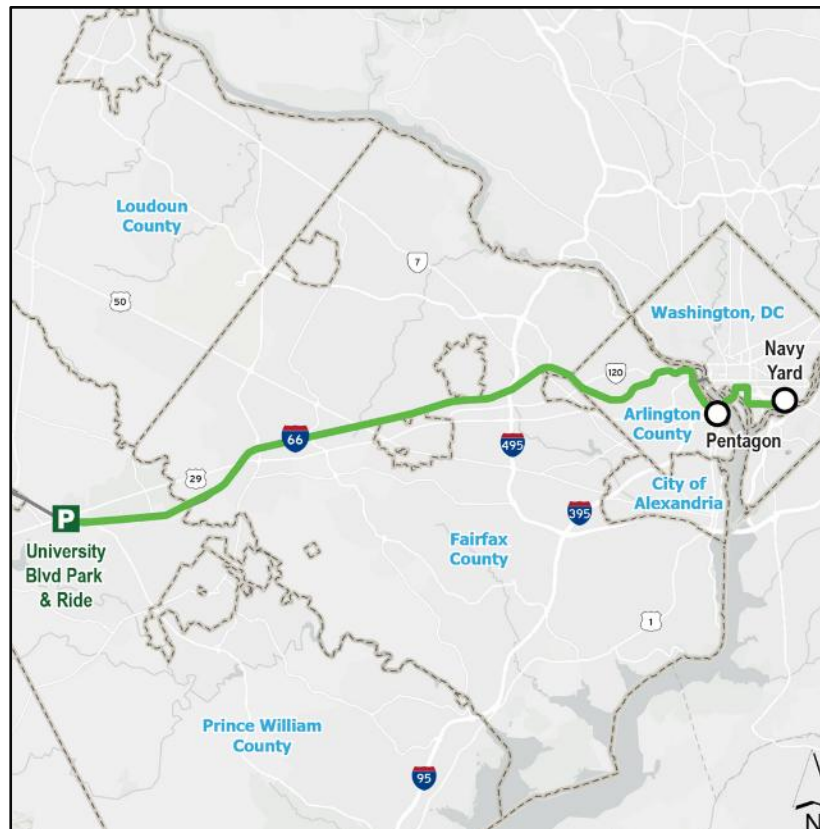 Loudoun
County
7
50
Washington, DC
Navy
Yard
120
Arlington
County
Pentagon
66
495
29
City of
Alexandria
P
395
University
Blvd Park
& Ride
Fairfax
County
1
Prince William
County
95
N